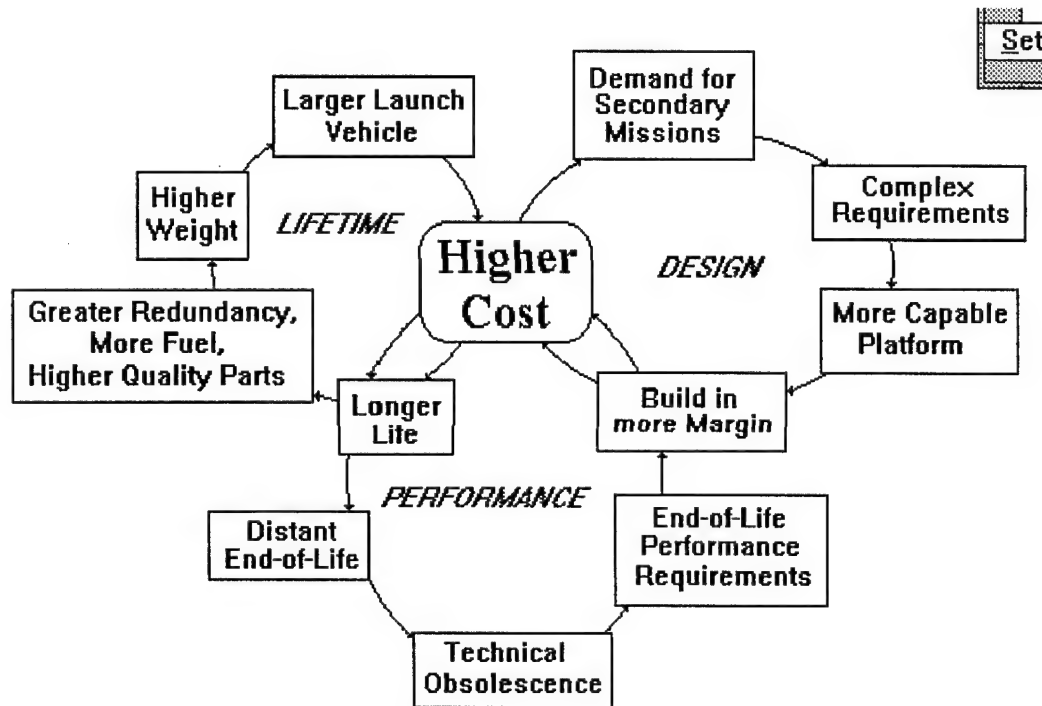 Set
Larger Launch
Vehicle
Demand for
Secondary
Missions
Higher
Weight
LIFETIME
Complex
Requirements
Higher
Cost
DESIGN
Greater Redundancy,
More Fuel,
Higher Quality Parts
More Capable
Platform
Longer
Lite
Build in
more Margin
PERFORMANCE
Distant
End-of-Life
End-of-Life
Performance
Requirements
Technical
Obsolescence